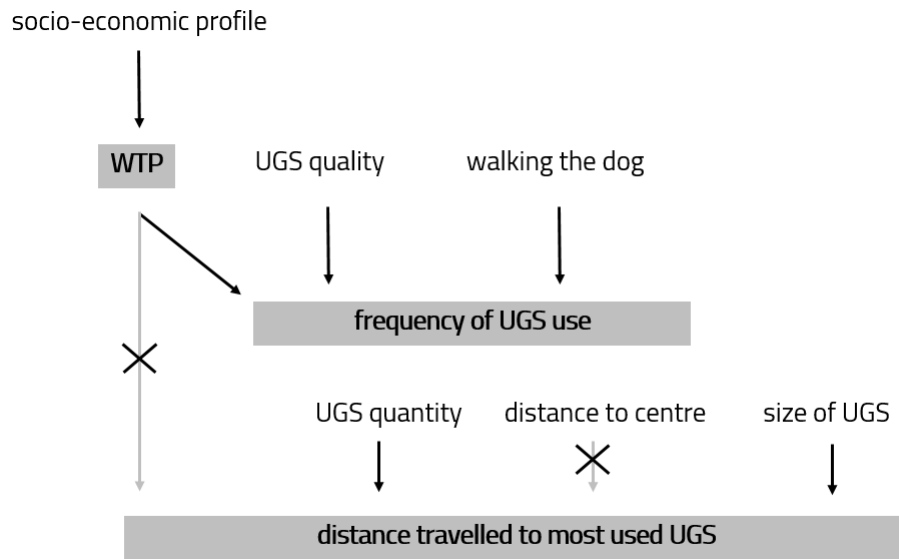 socio-economic profile
WTP
UGS quality
walking the dog
frequency of UGS use
UGS quantity
distance to centre
size of UGS
distance travelled to most used UGS